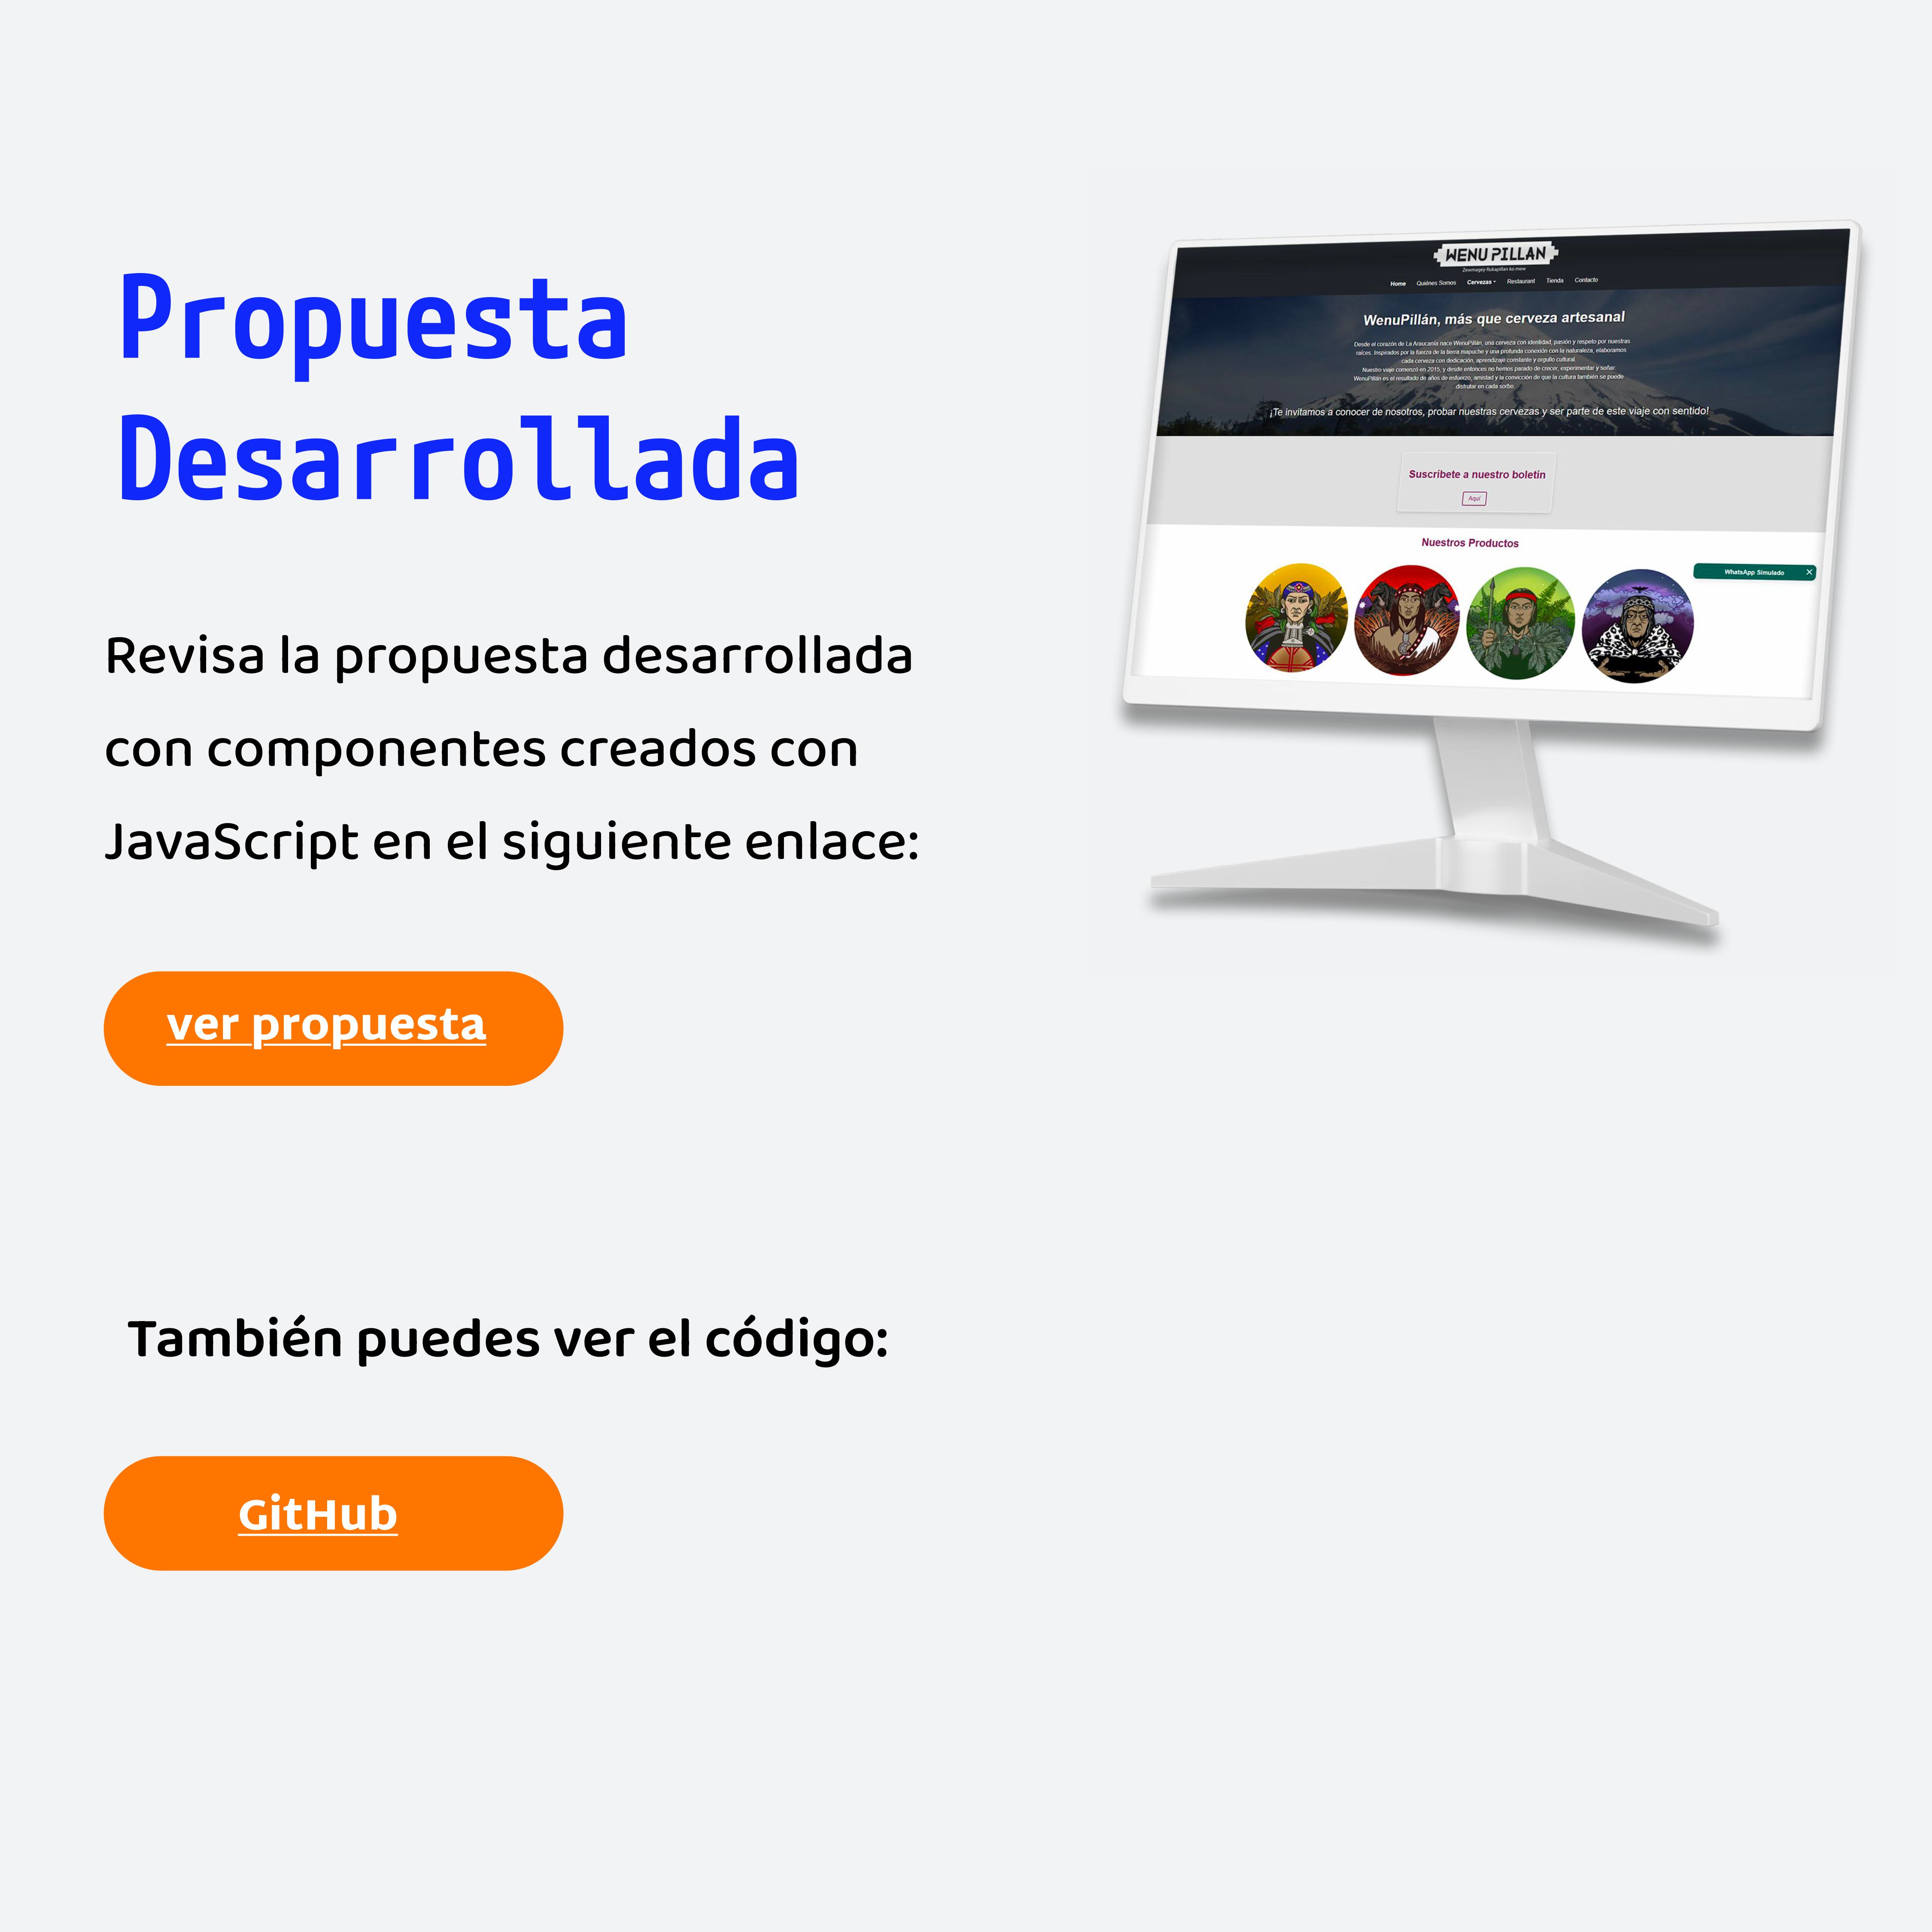 Propuesta
Desarrollada
Revisa la propuesta desarrollada
con componentes creados con
JavaScript en el siguiente enlace:
ver propuesta
También puedes ver el código:
GitHub
WENU PILLAN
Zewmagey Rukapillan ko mew
Home Quiénes Somos Cervezas Restaurant Tienda Contacto
WenuPillán, más que cerveza artesanal
Desde el corazón de La Araucanía nace WenuPillán, una cerveza con identidad, pasión y respeto por nuestras
raíces. Inspirados por la fuerza de la tierra mapuche y una profunda conexión con la naturaleza, elaboramos
cada cerveza con dedicación, aprendizaje constante y orgullo cultural.
Nuestro viaje comenzó en 2015, y desde entonces no hemos parado de crecer, experimentar y soñar.
WenuPillán es el resultado de años de esfuerzo, amistad y la convicción de que la cultura también se puede
disfrutar en cada sorbo.
¡Te invitamos a conocer de nosotros, probar nuestras cervezas y ser parte de este viaje con sentido!
Suscríbete a nuestro boletín
Aquí
Nuestros Productos
WhatsApp Simulado